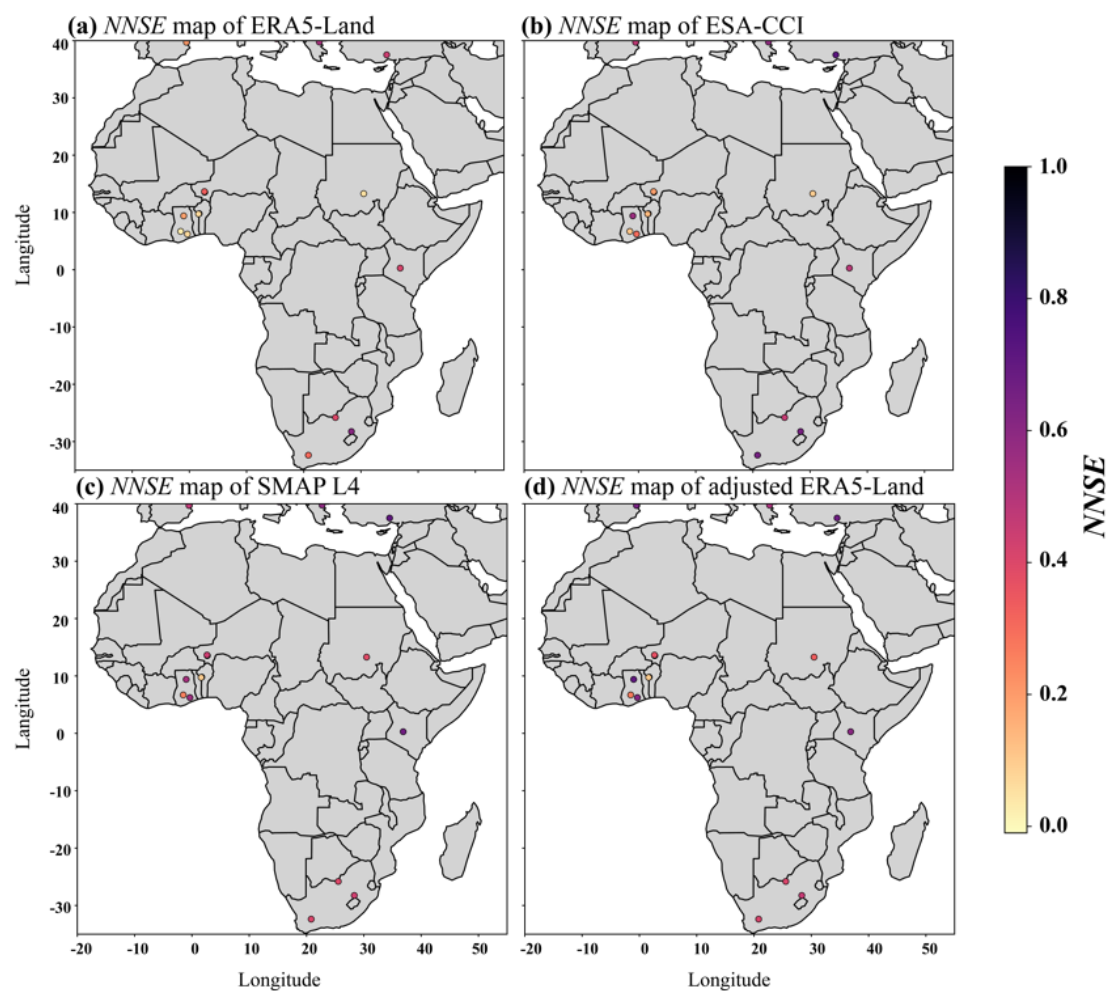 (a) NNSE map of ERA5-Land
(b) NNSE map of ESA-CCI
40
30
20
10
0
-10
-20
-30
Langitude
1.0
0.8
0.6
0.4
0.2
0.0
NNSE
(c) NNSE map of SMAP L4
(d) NNSE map of adjusted ERA5-Land
40
30
20
10
0
-10
-20
-30
Langitude
-20 -10 0 10 20 30 40 50
-20 -10 0 10 20 30 40 50
Longitude
Longitude